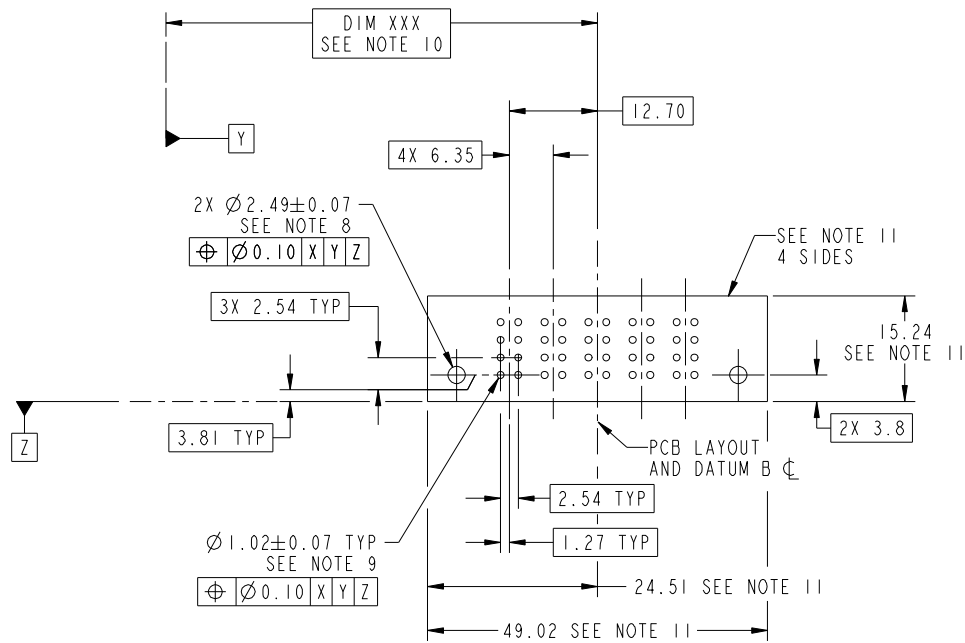 DIM XXX
SEE NOTE 10
12.70
Y
4X 6.35
2X Ø2.49±0.07
SEE NOTE 8
⌖ Ø0.10 X Y Z
SEE NOTE 11
4 SIDES
3X 2.54 TYP
15.24
SEE NOTE 11
3.81 TYP
Z
2X 3.8
PCB LAYOUT
AND DATUM B ℄
2.54 TYP
Ø1.02±0.07 TYP
SEE NOTE 9
⌖ Ø0.10 X Y Z
1.27 TYP
24.51 SEE NOTE 11
49.02 SEE NOTE 11